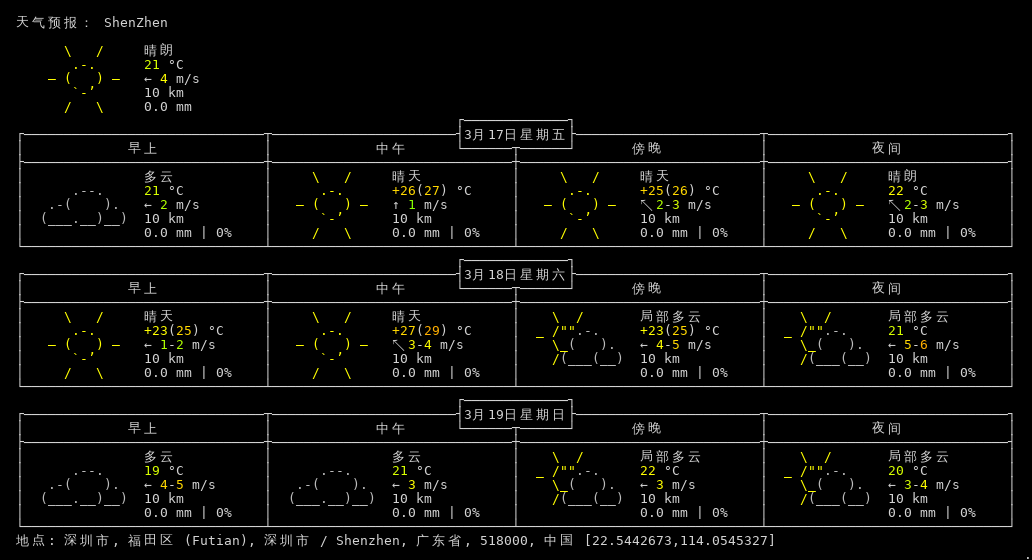 天气预报： ShenZhen
晴朗
21 °C
← 4 m/s
10 km
0.0 mm
3月17日星期五
早上 中午 傍晚 夜间
多云 晴天 晴天 晴朗
21 °C +26(27) °C +25(26) °C 22 °C
← 2 m/s ↑ 1 m/s ↖ 2-3 m/s ↖ 2-3 m/s
10 km 10 km 10 km 10 km
0.0 mm | 0% 0.0 mm | 0% 0.0 mm | 0% 0.0 mm | 0%
3月18日星期六
早上 中午 傍晚 夜间
晴天 晴天 局部多云 局部多云
+23(25) °C +27(29) °C +23(25) °C 21 °C
← 1-2 m/s ↖ 3-4 m/s ← 4-5 m/s ← 5-6 m/s
10 km 10 km 10 km 10 km
0.0 mm | 0% 0.0 mm | 0% 0.0 mm | 0% 0.0 mm | 0%
3月19日星期日
早上 中午 傍晚 夜间
多云 多云 局部多云 局部多云
19 °C 21 °C 22 °C 20 °C
← 4-5 m/s ← 3 m/s ← 3 m/s ← 3-4 m/s
10 km 10 km 10 km 10 km
0.0 mm | 0% 0.0 mm | 0% 0.0 mm | 0% 0.0 mm | 0%
地点: 深圳市, 福田区 (Futian), 深圳市 / Shenzhen, 广东省, 518000, 中国 [22.5442673,114.0545327]